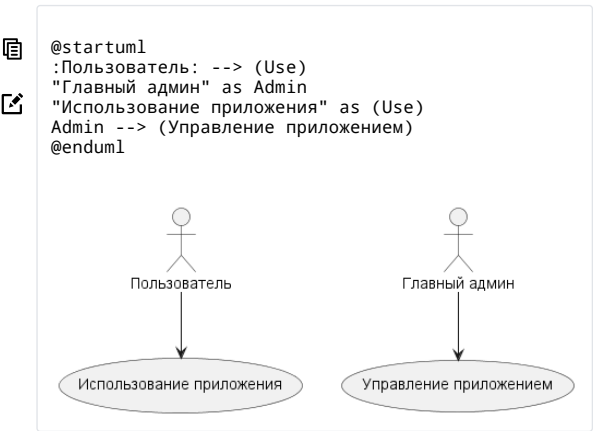 @startuml
:Пользователь: --> (Use)
"Главный админ" as Admin
"Использование приложения" as (Use)
Admin --> (Управление приложением)
@enduml
Пользователь
Главный админ
Использование приложения
Управление приложением